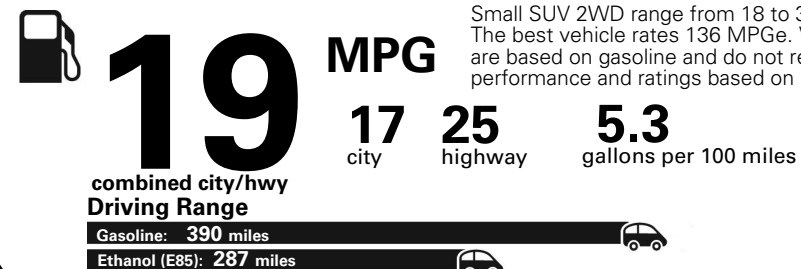 Small SUV 2WD range from 18 to
The best vehicle rates 136 MPGe.
are based on gasoline and do not
performance and ratings based on
19
MPG
17 city
25 highway
5.3 gallons per 100 miles
combined city/hwy
Driving Range
Gasoline: 390 miles
Ethanol (E85): 287 miles